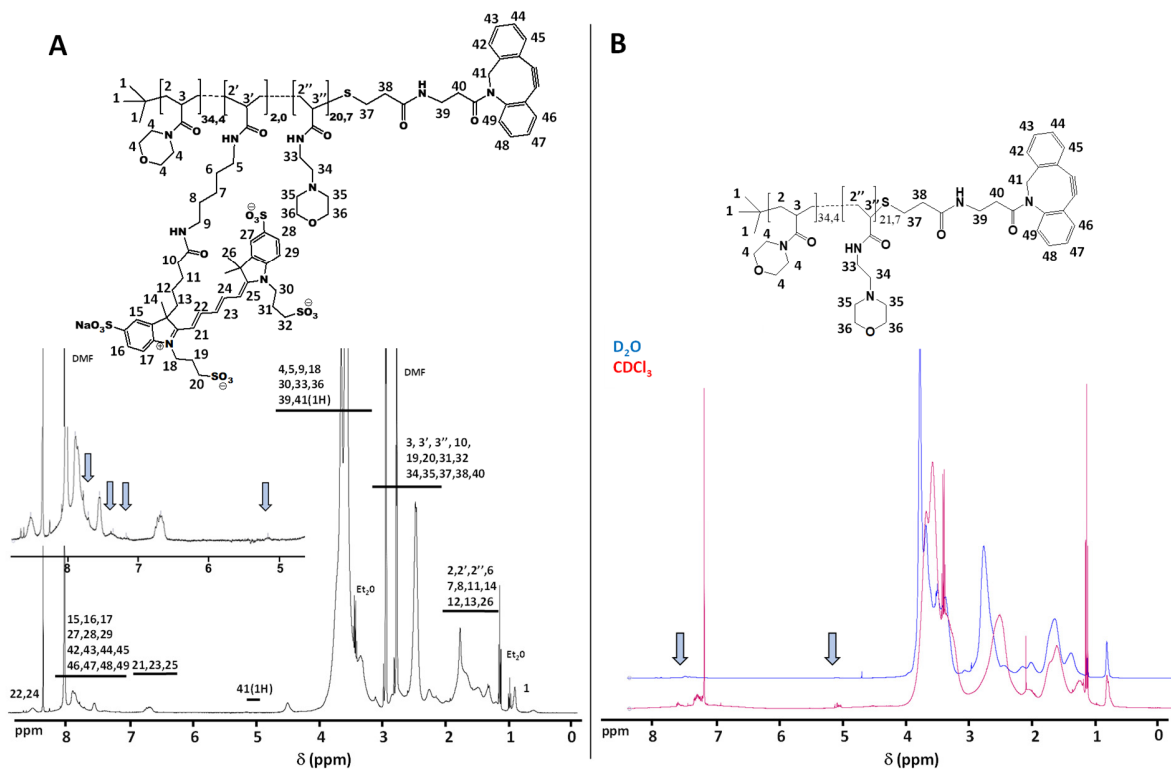 A
43
44
42
45
1
2
2'
2''
41
1
3
3'
3''
S
38
H
N
40
N
1
34,4
2,0
20,7
37
O
39
O
49
46
48
47
4
N
O
4
O
4
4
HN
O
5
HN
O
33
34
6
7
35
N
35
36
O
36
8
9
HN
O
⊖
O3
S
28
27
29
26
10
O
11
12
13
14
N
25
30
24
23
22
21
31
32
SO3
⊖
15
NaO3S
16
17
N
⊕
18
19
20
SO3
⊖
DMF
DMF
4,5,9,18
30,33,36
39,41(1H)
3, 3', 3'', 10,
19,20,31,32
34,35,37,38,40
8
7
6
5
Et2O
2,2',2'',6
7,8,11,14
12,13,26
15,16,17
27,28,29
42,43,44,45
46,47,48,49
21,23,25
22,24
41(1H)
Et2O
1
ppm
8
7
6
5
4
3
2
1
0
δ (ppm)
B
43
44
42
45
41
1
2
2''
1
3
3''
S
38
H
N
40
N
1
34,4
21,7
37
O
39
O
49
46
48
47
4
N
O
4
O
4
4
HN
O
33
34
35
N
35
36
O
36
D2O
CDCl3
ppm
8
7
6
5
4
3
2
1
0
δ (ppm)